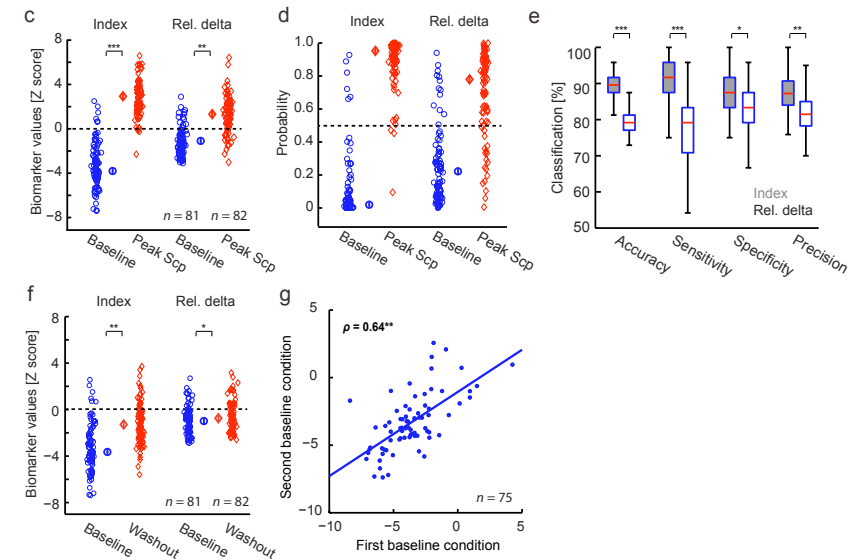 c
Index Rel. delta
*** **
Biomarker values [Z score]
8
4
0
−4
−8
n = 81 n = 82
Baseline Peak Scp Baseline Peak Scp
d
Index Rel. delta
Probability
1.0
0.8
0.6
0.4
0.2
0
Baseline Peak Scp Baseline Peak Scp
e
*** *** * **
Classification [%]
100
90
80
70
60
50
Index
Rel. delta
Accuracy Sensitivity Specificity Precision
f
Index Rel. delta
** *
Biomarker values [Z score]
8
4
0
−4
−8
n = 81 n = 82
Baseline Washout Baseline Washout
g
ρ = 0.64**
Second baseline condition
5
0
−5
−10
n = 75
−10 −5 0 5
First baseline condition